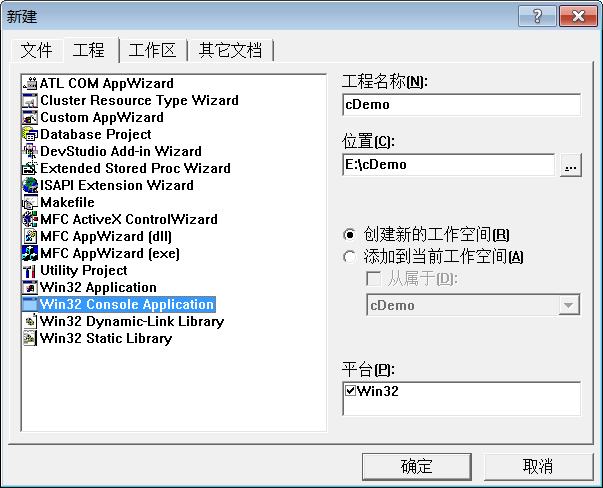 新建
文件 工程 工作区 其它文档
ATL COM AppWizard
Cluster Resource Type Wizard
Custom AppWizard
Database Project
DevStudio Add-in Wizard
Extended Stored Proc Wizard
ISAPI Extension Wizard
Makefile
MFC ActiveX ControlWizard
MFC AppWizard (dll)
MFC AppWizard (exe)
Utility Project
Win32 Application
Win32 Console Application
Win32 Dynamic-Link Library
Win32 Static Library
工程名称(N):
cDemo
位置(C):
E:\cDemo
...
创建新的工作空间(R)
添加到当前工作空间(A)
从属于(D):
cDemo
平台(P):
Win32
确定 取消